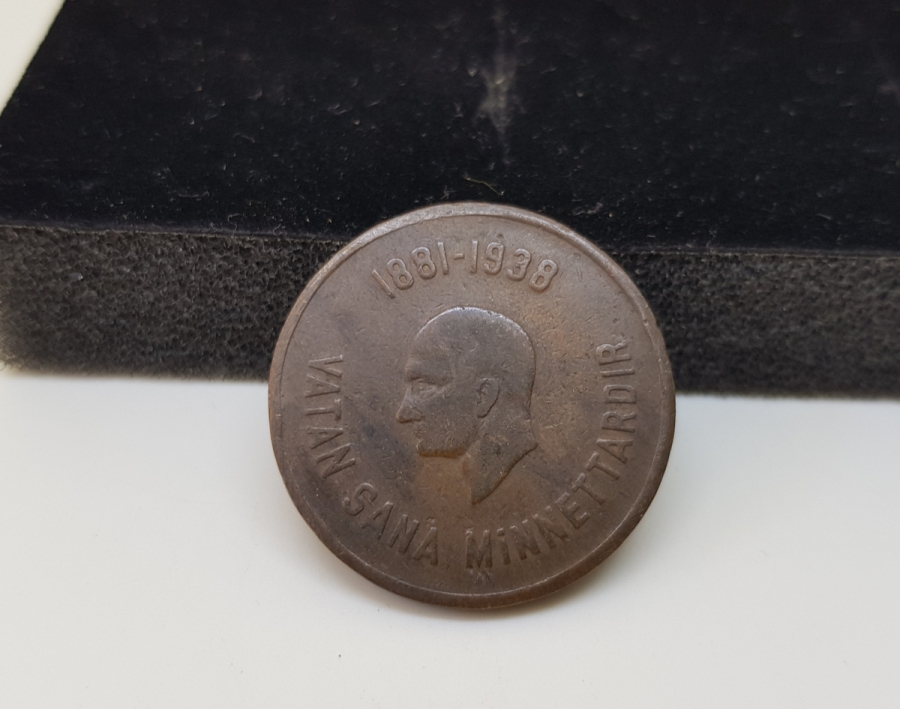 1881-1938
VATAN SANA MİNNETTARDIR